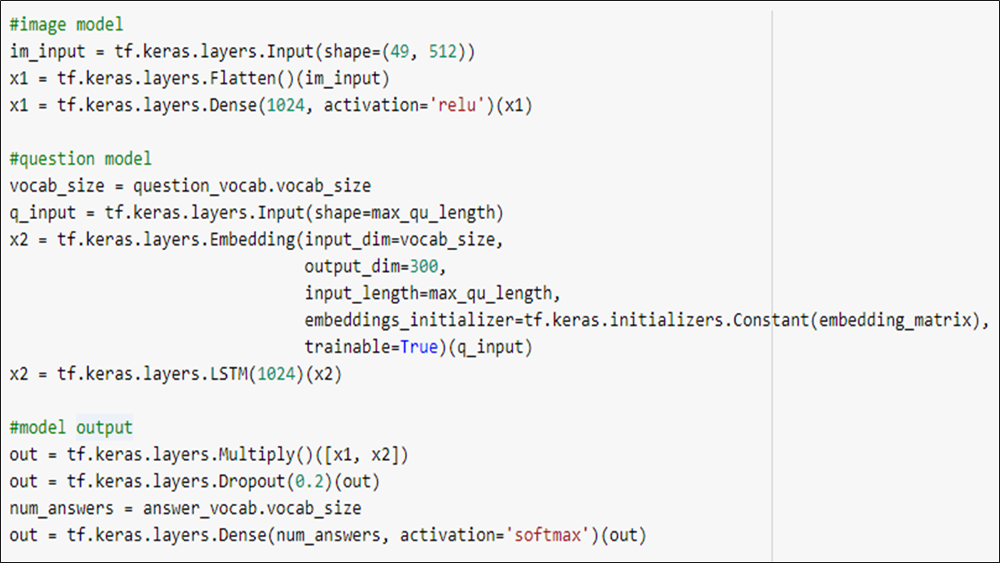 #image model
im_input = tf.keras.layers.Input(shape=(49, 512))
x1 = tf.keras.layers.Flatten()(im_input)
x1 = tf.keras.layers.Dense(1024, activation='relu')(x1)

#question model
vocab_size = question_vocab.vocab_size
q_input = tf.keras.layers.Input(shape=max_qu_length)
x2 = tf.keras.layers.Embedding(input_dim=vocab_size,
                               output_dim=300,
                               input_length=max_qu_length,
                               embeddings_initializer=tf.keras.initializers.Constant(embedding_matrix),
                               trainable=True)(q_input)
x2 = tf.keras.layers.LSTM(1024)(x2)

#model output
out = tf.keras.layers.Multiply()([x1, x2])
out = tf.keras.layers.Dropout(0.2)(out)
num_answers = answer_vocab.vocab_size
out = tf.keras.layers.Dense(num_answers, activation='softmax')(out)